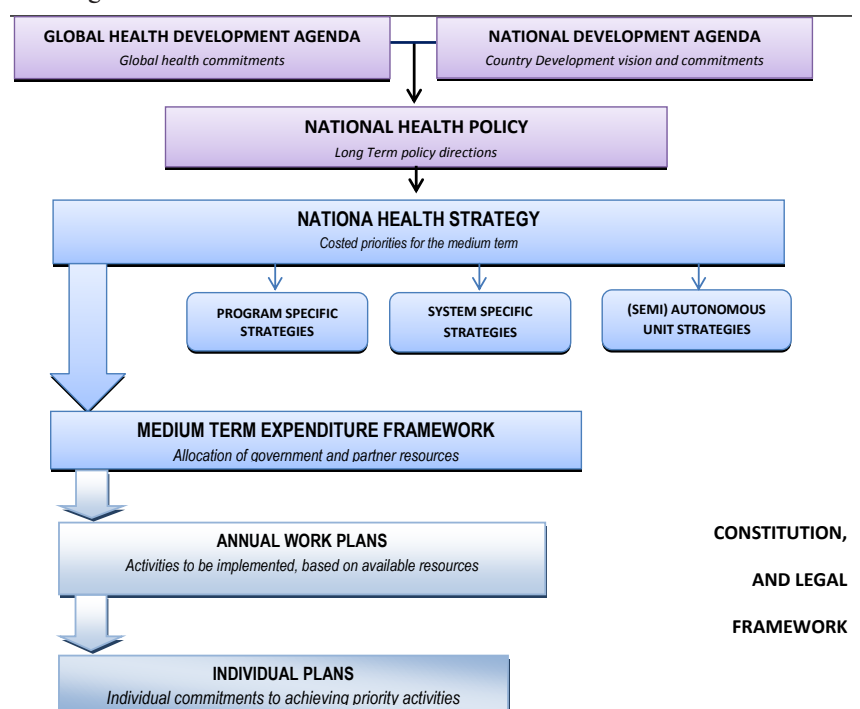 GLOBAL HEALTH DEVELOPMENT AGENDA
Global health commitments
NATIONAL DEVELOPMENT AGENDA
Country Development vision and commitments
NATIONAL HEALTH POLICY
Long Term policy directions
NATIONA HEALTH STRATEGY
Costed priorities for the medium term
PROGRAM SPECIFIC
STRATEGIES
SYSTEM SPECIFIC
STRATEGIES
(SEMI) AUTONOMOUS
UNIT STRATEGIES
MEDIUM TERM EXPENDITURE FRAMEWORK
Allocation of government and partner resources
ANNUAL WORK PLANS
Activities to be implemented, based on available resources
CONSTITUTION,
AND LEGAL
FRAMEWORK
INDIVIDUAL PLANS
Individual commitments to achieving priority activities